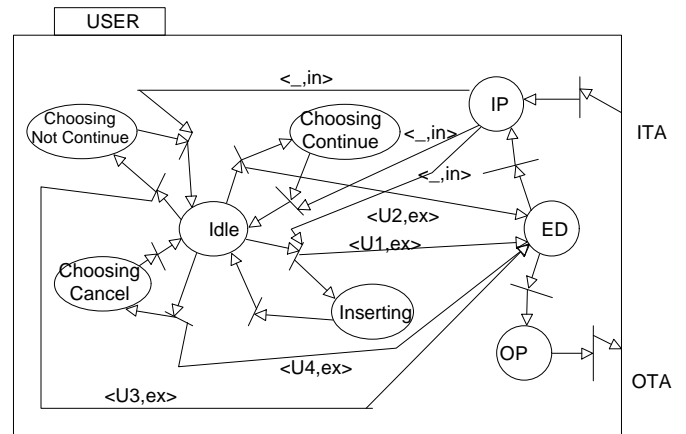 USER
<_,in>
Choosing
Not Continue
Choosing
Continue
IP
<_,in>
ITA
<_,in>
<U2,ex>
Idle
<U1,ex>
ED
Choosing
Cancel
Inserting
OP
<U4,ex>
<U3,ex>
OTA